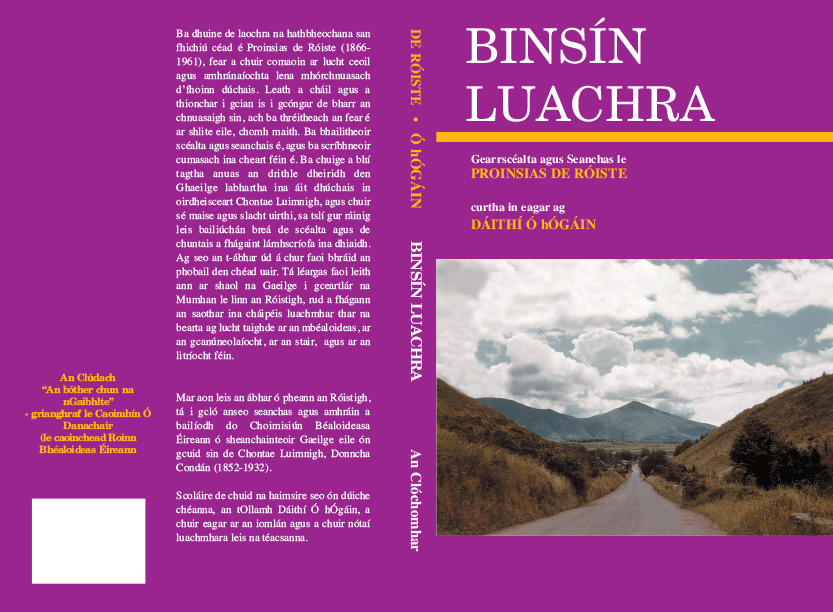 Ba dhuine de laochra na hathbheochana san
fhichiú céad é Proinsias de Róiste (1866-
1961), fear a chuir comaoin ar lucht ceoil
agus amhránaíochta lena mhórchnuasach
d'fhoinn dúchais. Leath a cháil agus a
thionchar i gcian is i gcóngar de bharr an
chnuasaigh sin, ach ba thréitheach an fear é
ar shlite eile, chomh maith. Ba bhailitheoir
scéalta agus seanchais é, agus ba scríbhneoir
cumasach ina cheart féin é. Ba chuige a bhí
tagtha anuas an drithle dheiridh den
Ghaeilge labhartha ina áit dhúchais in
oirdheisceart Chontae Luimnigh, agus chuir
sé maise agus slacht uirthi, sa tslí gur ráinig
leis bailiúchán breá de scéalta agus de
chuntais a fhágaint lámhscríofa ina dhiaidh.
Ag seo an t-ábhar úd á chur faoi bhráid an
phobail den chéad uair. Tá léargas faoi leith
ann ar shaol na Gaeilge i gceartlár na
Mumhan le linn an Róistigh, rud a fhágann
an saothar ina cháipéis luachmhar thar na
bearta ag lucht taighde ar an mbéaloideas, ar
an gcanúneolaíocht, ar an stair, agus ar an
litríocht féin.
Mar aon leis an ábhar ó pheann an Róistigh,
tá i gcló anseo seanchas agus amhráin a
bailíodh do Choimisiún Béaloideasa
Éireann ó sheanchainteoir Gaeilge eile ón
gcuid sin de Chontae Luimnigh, Donncha
Condán (1852-1932).
Scoláire de chuid na haimsire seo ón dúiche
chéanna, an tOllamh Dáithí Ó hÓgáin, a
chuir eagar ar an iomlán agus a chuir nótaí
luachmhara leis na téacsanna.
An Clúdach
“An bóther chun na
nGaibhlte”
- grianghraf le Caoimhín Ó
Danachair
(le caoinchead Roinn
Bhéaloideas Éireann
DE RÓISTE • Ó hÓGÁIN BINSÍN LUACHRA An Clóchomhar
BINSÍN
LUACHRA
Gearrscéalta agus Seanchas le
PROINSIAS DE RÓISTE
curtha in eagar ag
DÁITHÍ Ó hÓGÁIN